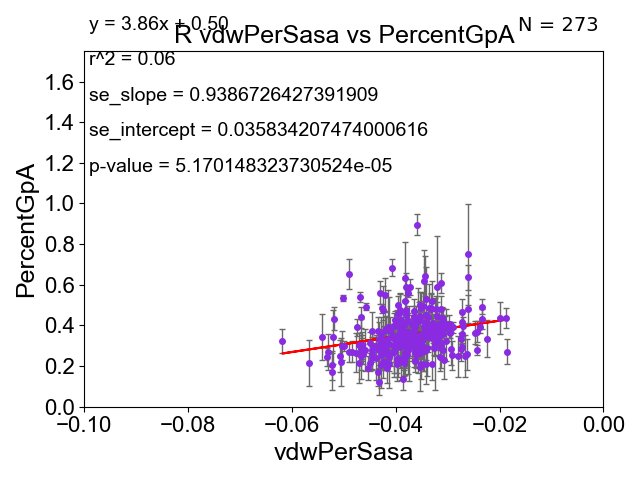 y = 3.86x + 0.50
R vdwPerSasa vs PercentGpA
N = 273
r^2 = 0.06
se_slope = 0.9386726427391909
se_intercept = 0.035834207474000616
p-value = 5.170148323730524e-05
PercentGpA
1.6
1.4
1.2
1.0
0.8
0.6
0.4
0.2
0.0
−0.10 −0.08 −0.06 −0.04 −0.02 0.00
vdwPerSasa